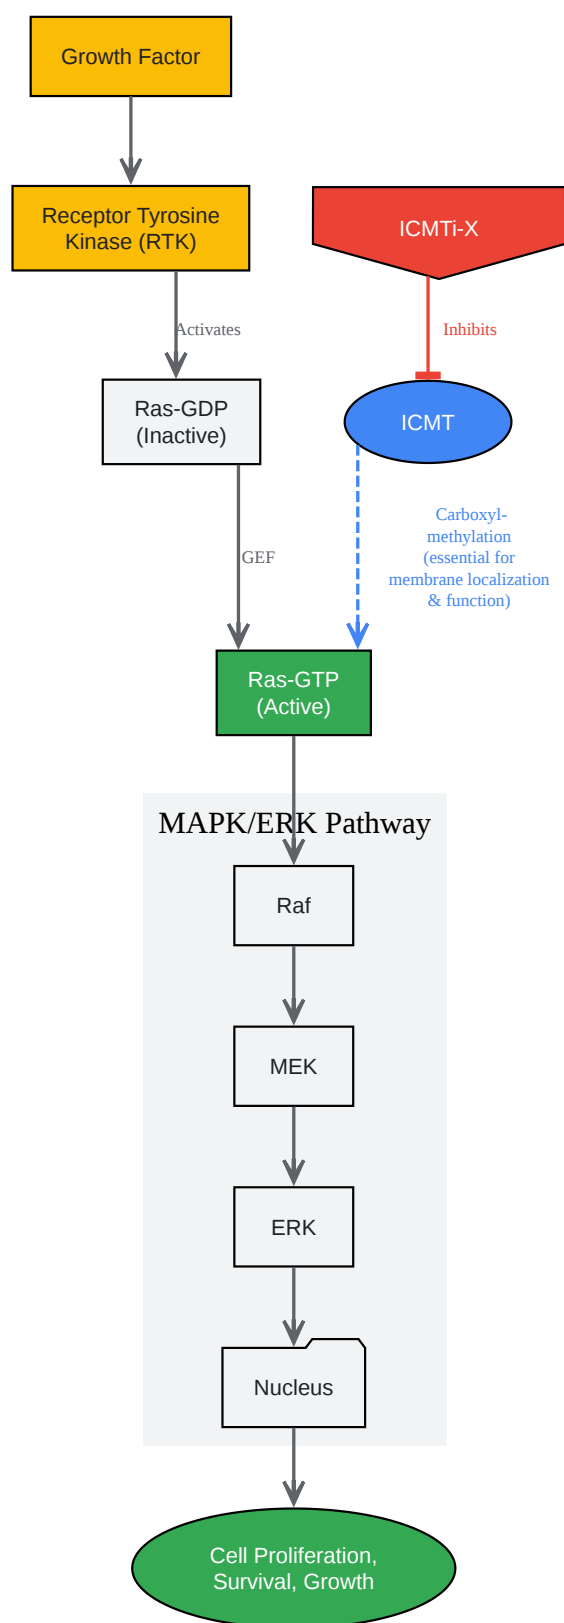 Growth Factor
Receptor Tyrosine
Kinase (RTK)
ICMTi-X
Activates
Inhibits
Ras-GDP
(Inactive)
ICMT
GEF
Carboxyl-
methylation
(essential for
membrane localization
& function)
Ras-GTP
(Active)
MAPK/ERK Pathway
Raf
MEK
ERK
Nucleus
Cell Proliferation,
Survival, Growth